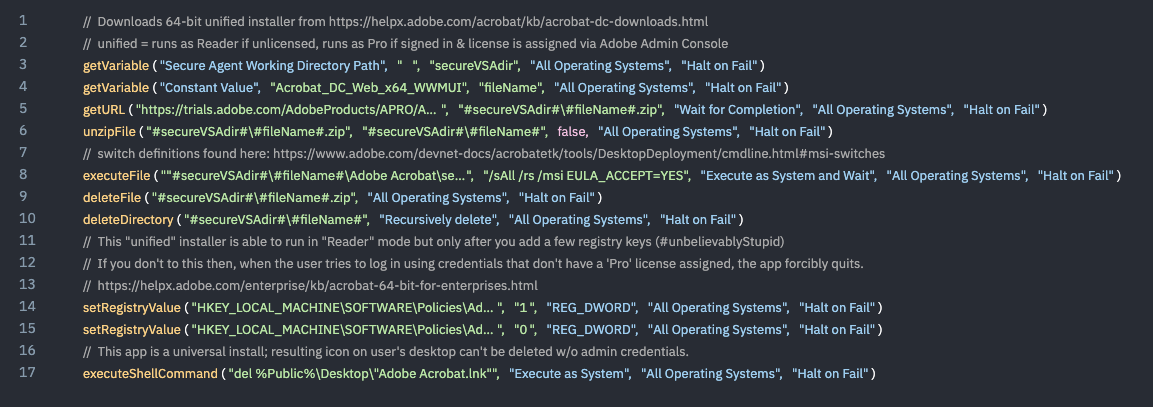 1 // Downloads 64-bit unified installer from https://helpx.adobe.com/acrobat/kb/acrobat-dc-downloads.html
2 // unified = runs as Reader if unlicensed, runs as Pro if signed in & license is assigned via Adobe Admin Console
3 getVariable ("Secure Agent Working Directory Path", " ", "secureVSAdir", "All Operating Systems", "Halt on Fail")
4 getVariable ("Constant Value", "Acrobat_DC_Web_x64_WWMUI", "fileName", "All Operating Systems", "Halt on Fail")
5 getURL ("https://trials.adobe.com/AdobeProducts/APRO/A... ", "#secureVSAdir#\#fileName#.zip", "Wait for Completion", "All Operating Systems", "Halt on Fail")
6 unzipFile ("#secureVSAdir#\#fileName#.zip", "#secureVSAdir#\#fileName#", false, "All Operating Systems", "Halt on Fail")
7 // switch definitions found here: https://www.adobe.com/devnet-docs/acrobatetk/tools/DesktopDeployment/cmdline.html#msi-switches
8 executeFile (""#secureVSAdir#\#fileName#\Adobe Acrobat\se...", "/sAll /rs /msi EULA_ACCEPT=YES", "Execute as System and Wait", "All Operating Systems", "Halt on Fail")
9 deleteFile ("#secureVSAdir#\#fileName#.zip", "All Operating Systems", "Halt on Fail")
10 deleteDirectory ("#secureVSAdir#\#fileName#", "Recursively delete", "All Operating Systems", "Halt on Fail")
11 // This "unified" installer is able to run in "Reader" mode but only after you add a few registry keys (#unbelievablyStupid)
12 // If you don't to this then, when the user tries to log in using credentials that don't have a 'Pro' license assigned, the app forcibly quits.
13 // https://helpx.adobe.com/enterprise/kb/acrobat-64-bit-for-enterprises.html
14 setRegistryValue ("HKEY_LOCAL_MACHINE\SOFTWARE\Policies\Ad... ", "1", "REG_DWORD", "All Operating Systems", "Halt on Fail")
15 setRegistryValue ("HKEY_LOCAL_MACHINE\SOFTWARE\Policies\Ad... ", "0", "REG_DWORD", "All Operating Systems", "Halt on Fail")
16 // This app is a universal install; resulting icon on user's desktop can't be deleted w/o admin credentials.
17 executeShellCommand ("del %Public%\Desktop\"Adobe Acrobat.lnk"", "Execute as System", "All Operating Systems", "Halt on Fail")